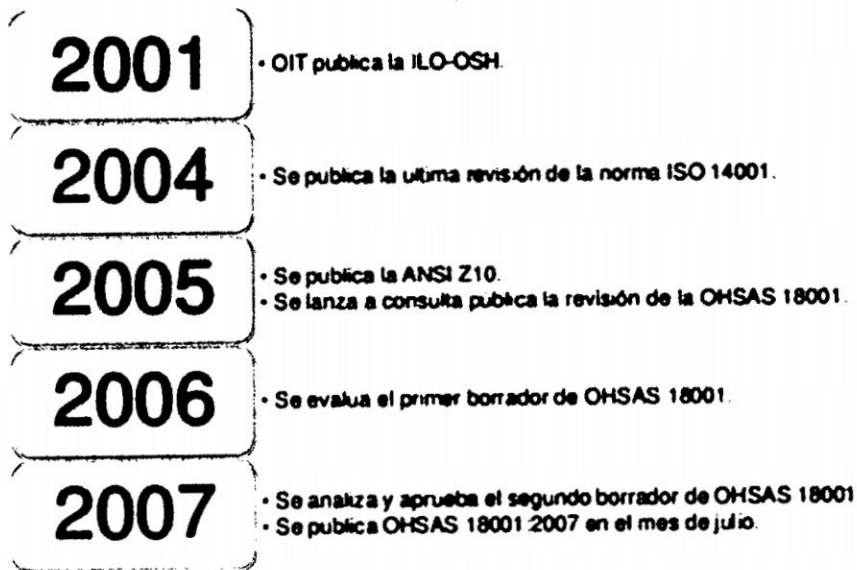 2001
• OIT publica la ILO-OSH.
2004
• Se publica la ultima revisión de la norma ISO 14001.
2005
• Se publica la ANSI Z10.
• Se lanza a consulta pública la revisión de la OHSAS 18001.
2006
• Se evalua el primer borrador de OHSAS 18001.
2007
• Se analiza y aprueba el segundo borrador de OHSAS 18001
• Se publica OHSAS 18001:2007 en el mes de julio.